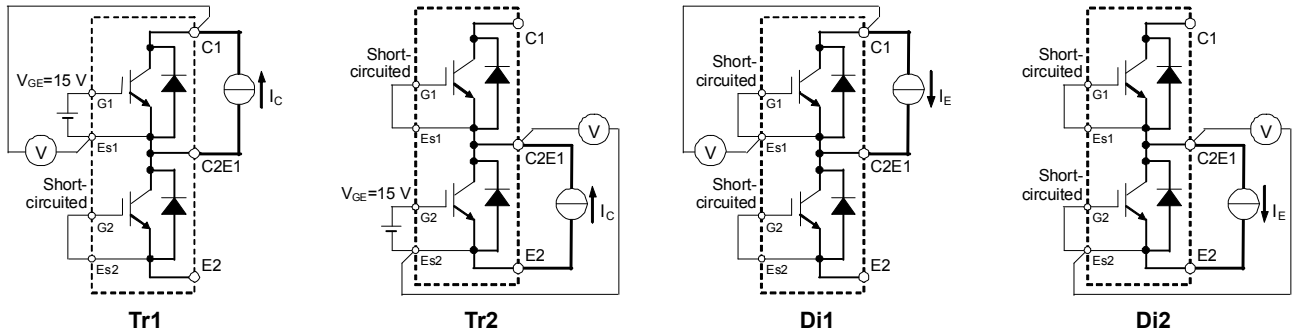 C1
V_GE=15 V
G1
I_C
V
Es1
C2E1
Short-
circuited
G2
Es2
E2
Tr1
C1
Short-
circuited
G1
Es1
V
C2E1
V_GE=15 V
G2
I_C
Es2
E2
Tr2
C1
Short-
circuited
G1
I_E
V
Es1
C2E1
Short-
circuited
G2
Es2
E2
Di1
C1
Short-
circuited
G1
Es1
V
C2E1
Short-
circuited
G2
I_E
Es2
E2
Di2